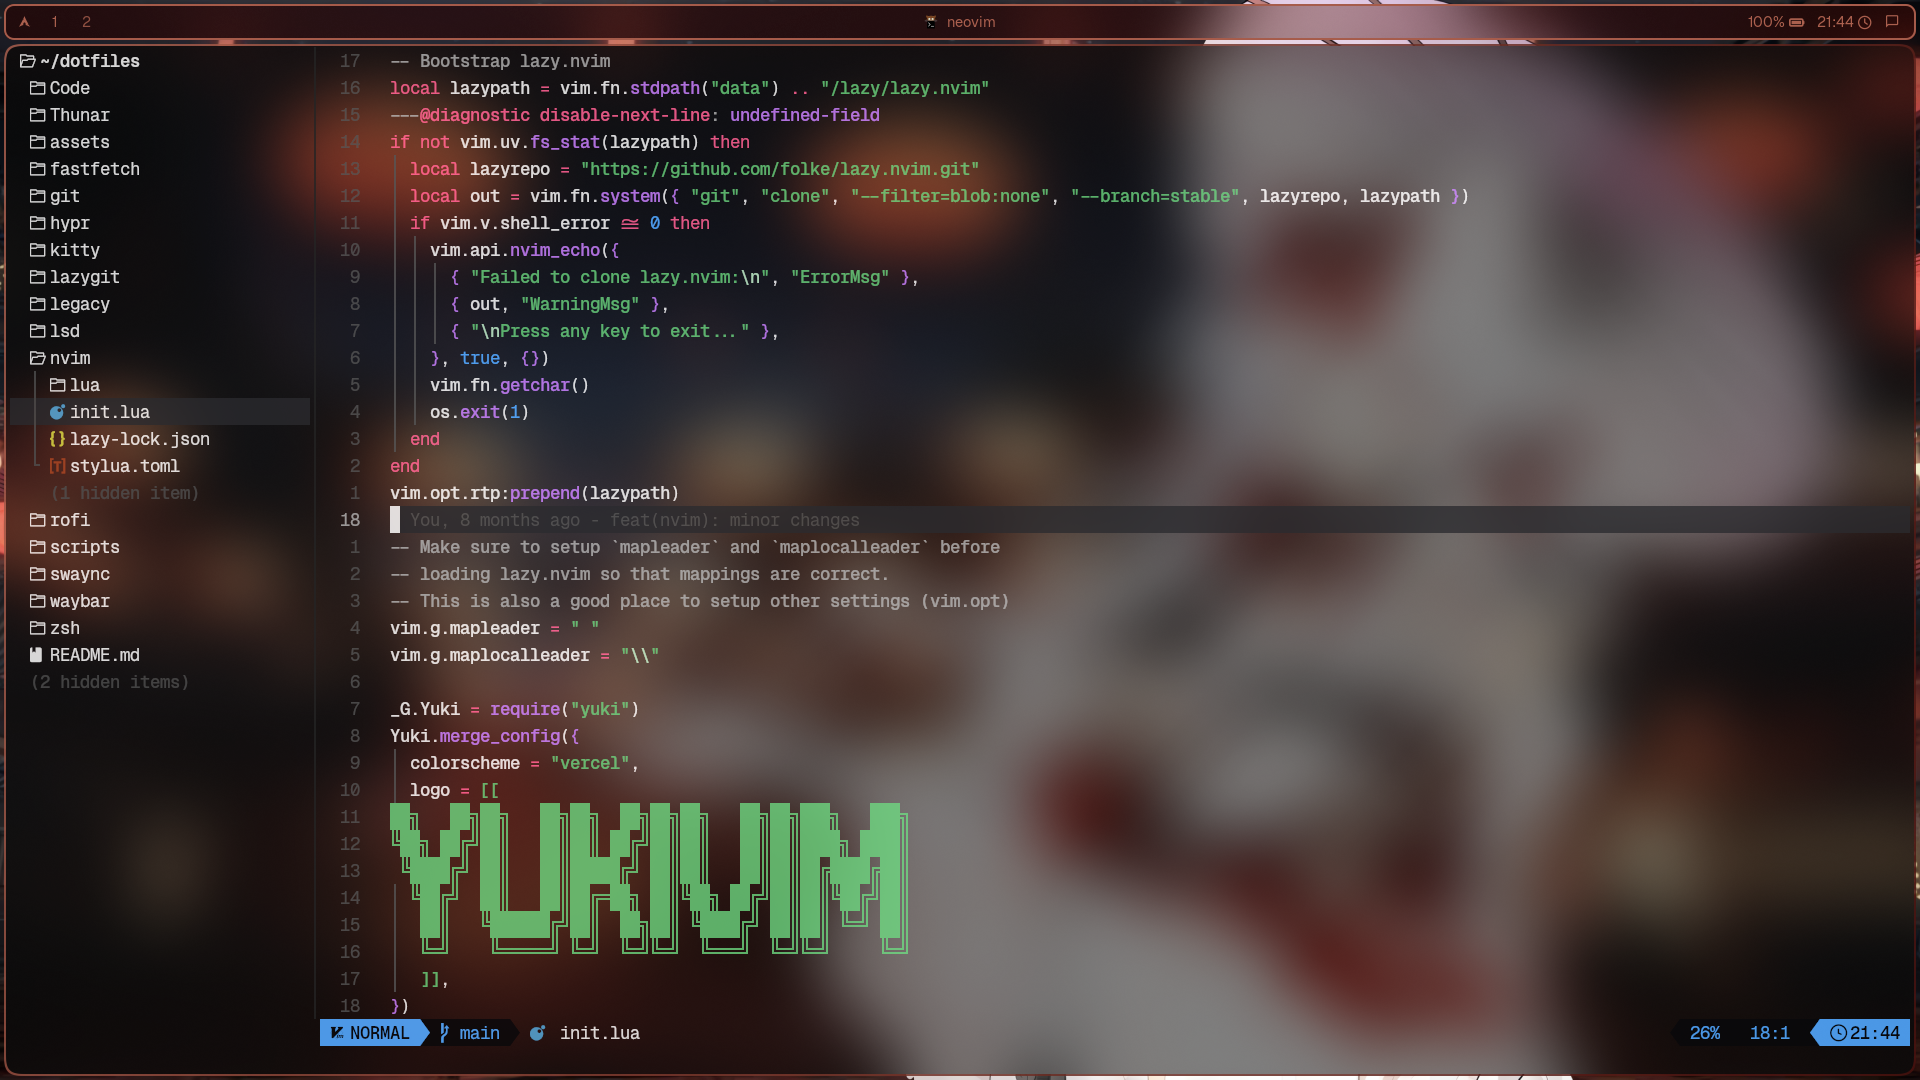 1 2 neovim 100% 21:44
~/dotfiles
Code
Thunar
assets
fastfetch
git
hypr
kitty
lazygit
legacy
lsd
nvim
lua
init.lua
lazy-lock.json
stylua.toml
(1 hidden item)
rofi
scripts
swaync
waybar
zsh
README.md
(2 hidden items)
17 -- Bootstrap lazy.nvim
16 local lazypath = vim.fn.stdpath("data") .. "/lazy/lazy.nvim"
15 ---@diagnostic disable-next-line: undefined-field
14 if not vim.uv.fs_stat(lazypath) then
13 local lazyrepo = "https://github.com/folke/lazy.nvim.git"
12 local out = vim.fn.system({ "git", "clone", "--filter=blob:none", "--branch=stable", lazyrepo, lazypath })
11 if vim.v.shell_error ≅ 0 then
10 vim.api.nvim_echo({
9 { "Failed to clone lazy.nvim:\n", "ErrorMsg" },
8 { out, "WarningMsg" },
7 { "\nPress any key to exit..." },
6 }, true, {})
5 vim.fn.getchar()
4 os.exit(1)
3 end
2 end
1 vim.opt.rtp:prepend(lazypath)
18 You, 8 months ago - feat(nvim): minor changes
1 -- Make sure to setup `mapleader` and `maplocalleader` before
2 -- loading lazy.nvim so that mappings are correct.
3 -- This is also a good place to setup other settings (vim.opt)
4 vim.g.mapleader = " "
5 vim.g.maplocalleader = "\\"
6
7 _G.Yuki = require("yuki")
8 Yuki.merge_config({
9 colorscheme = "vercel",
10 logo = [[
11
12
13
14
15
16
YUKIVIM
17 ]],
18 })
NORMAL main init.lua 26% 18:1 21:44